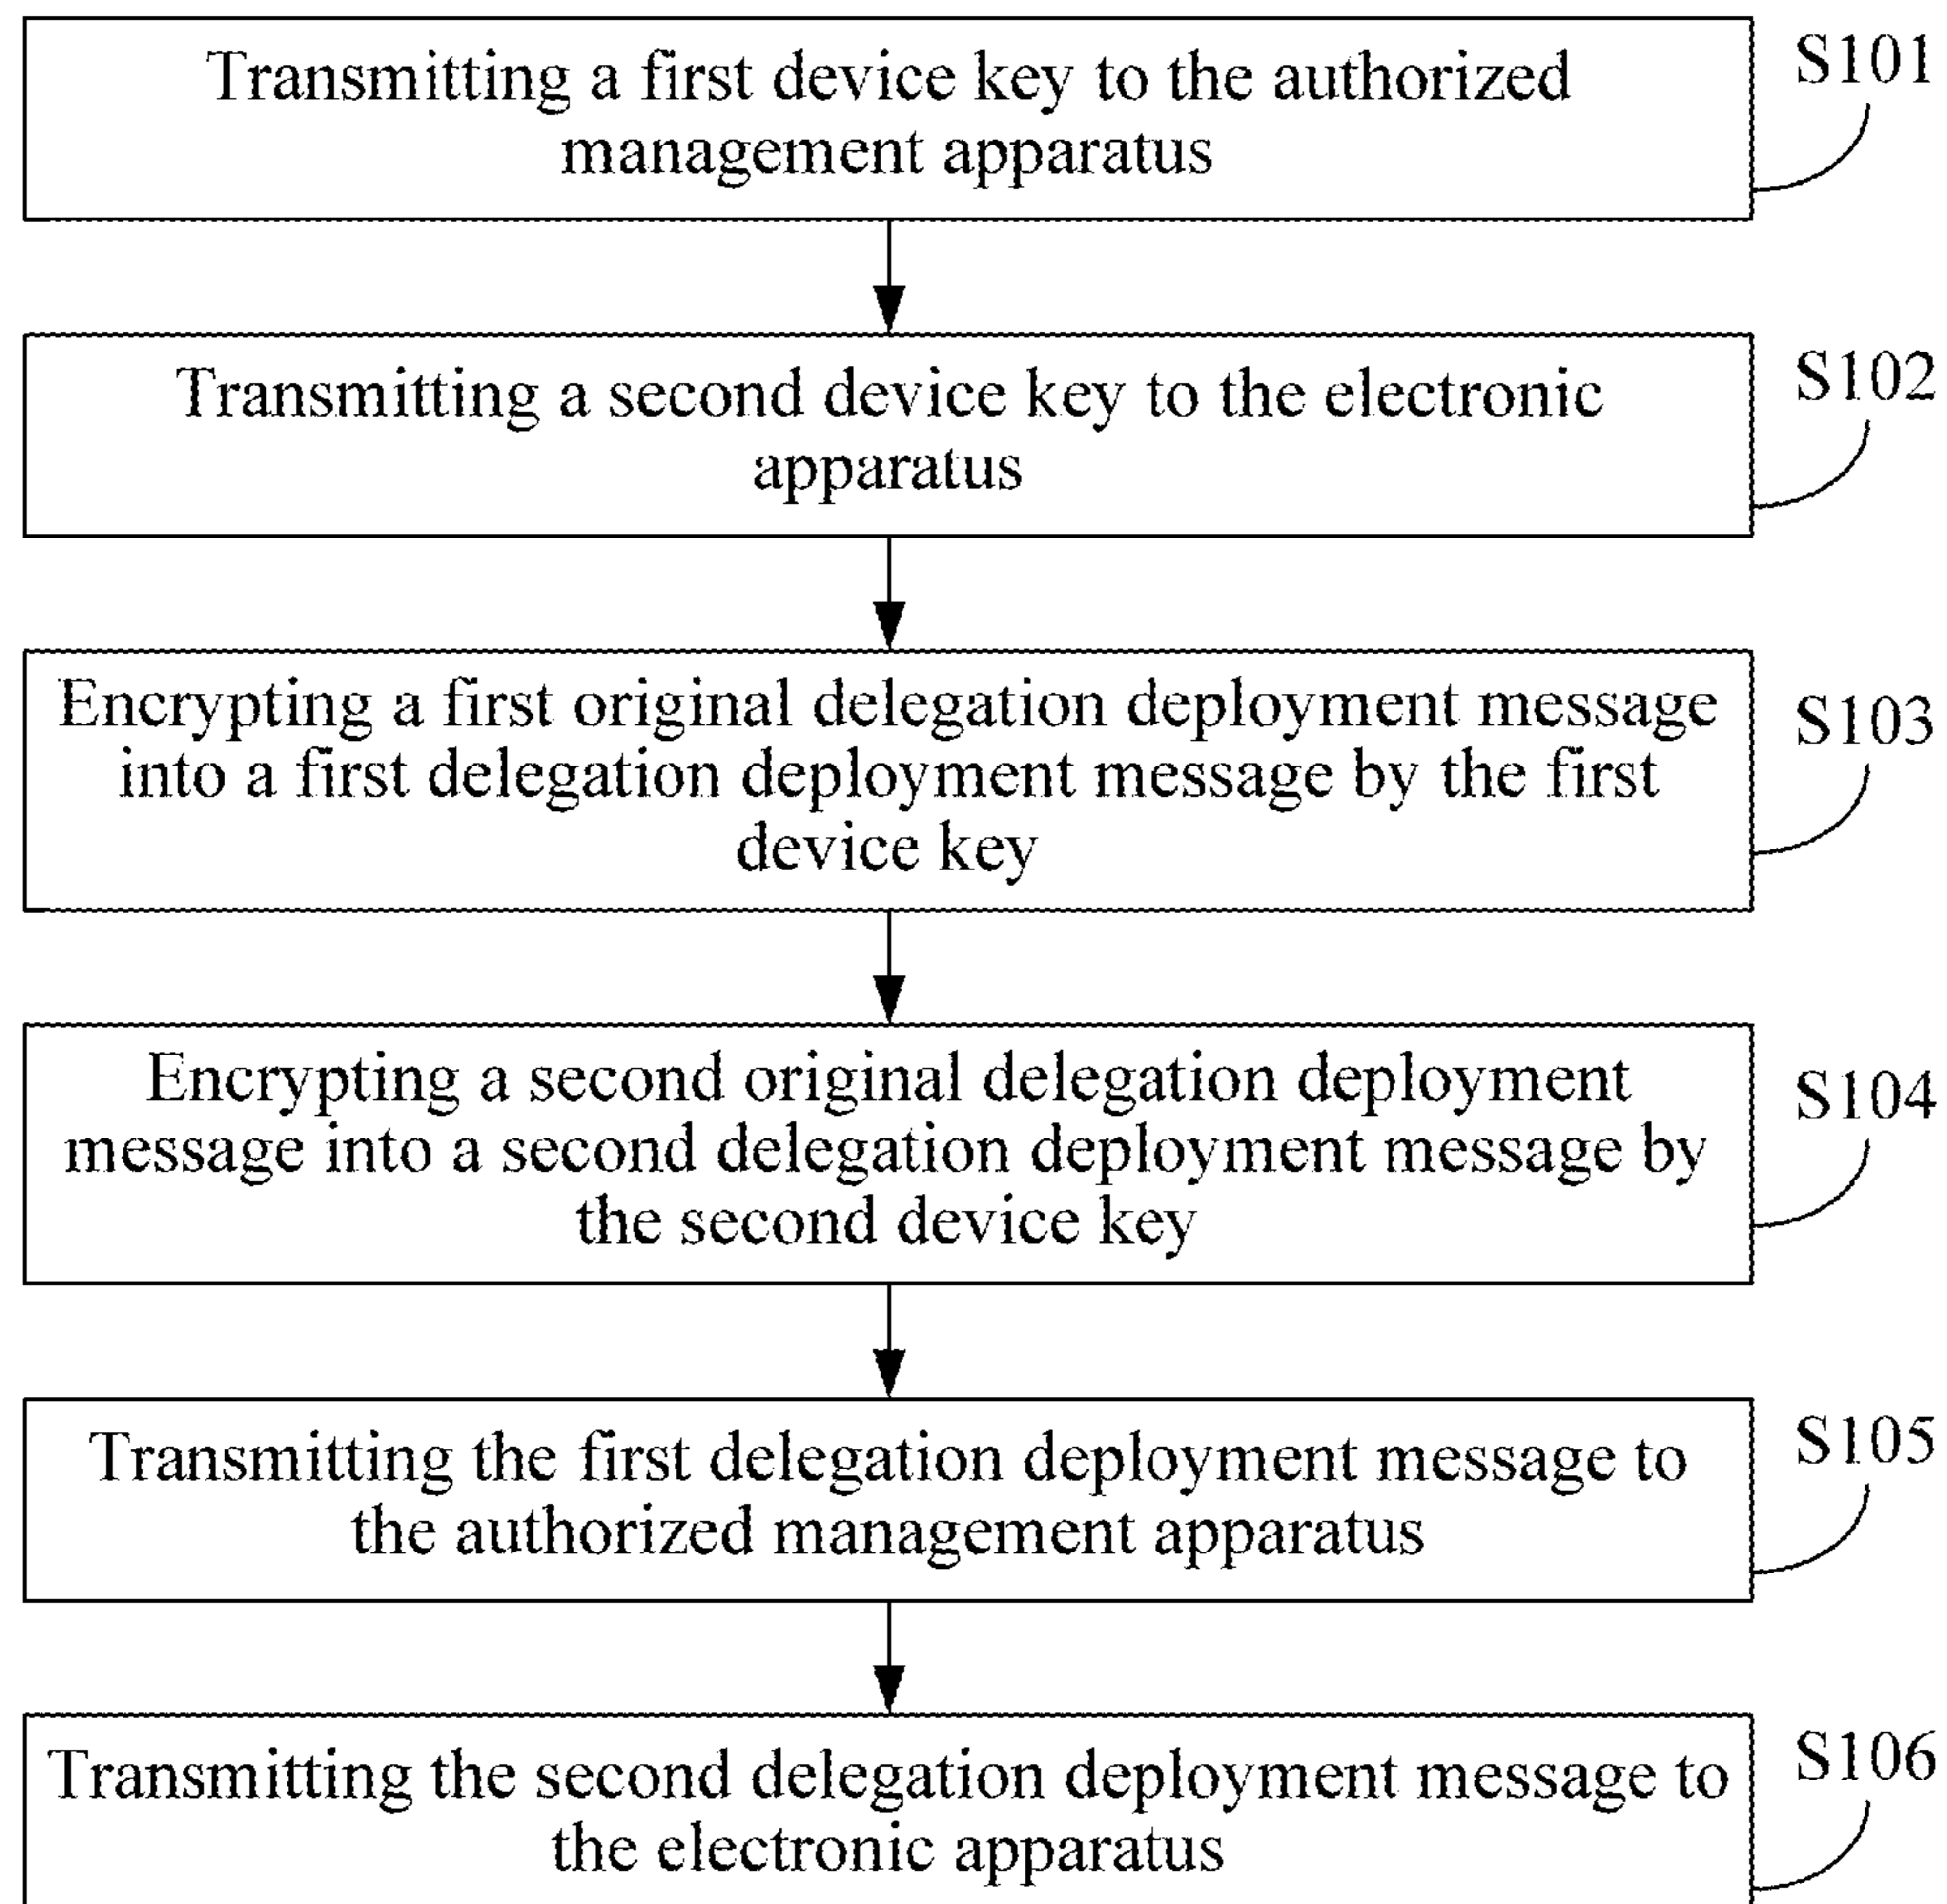 Transmitting a first device key to the authorized
management apparatus
S101
Transmitting a second device key to the electronic
apparatus
S102
Encrypting a first original delegation deployment message
into a first delegation deployment message by the first
device key
S103
Encrypting a second original delegation deployment
message into a second delegation deployment message by
the second device key
S104
Transmitting the first delegation deployment message to
the authorized management apparatus
S105
Transmitting the second delegation deployment message to
the electronic apparatus
S106